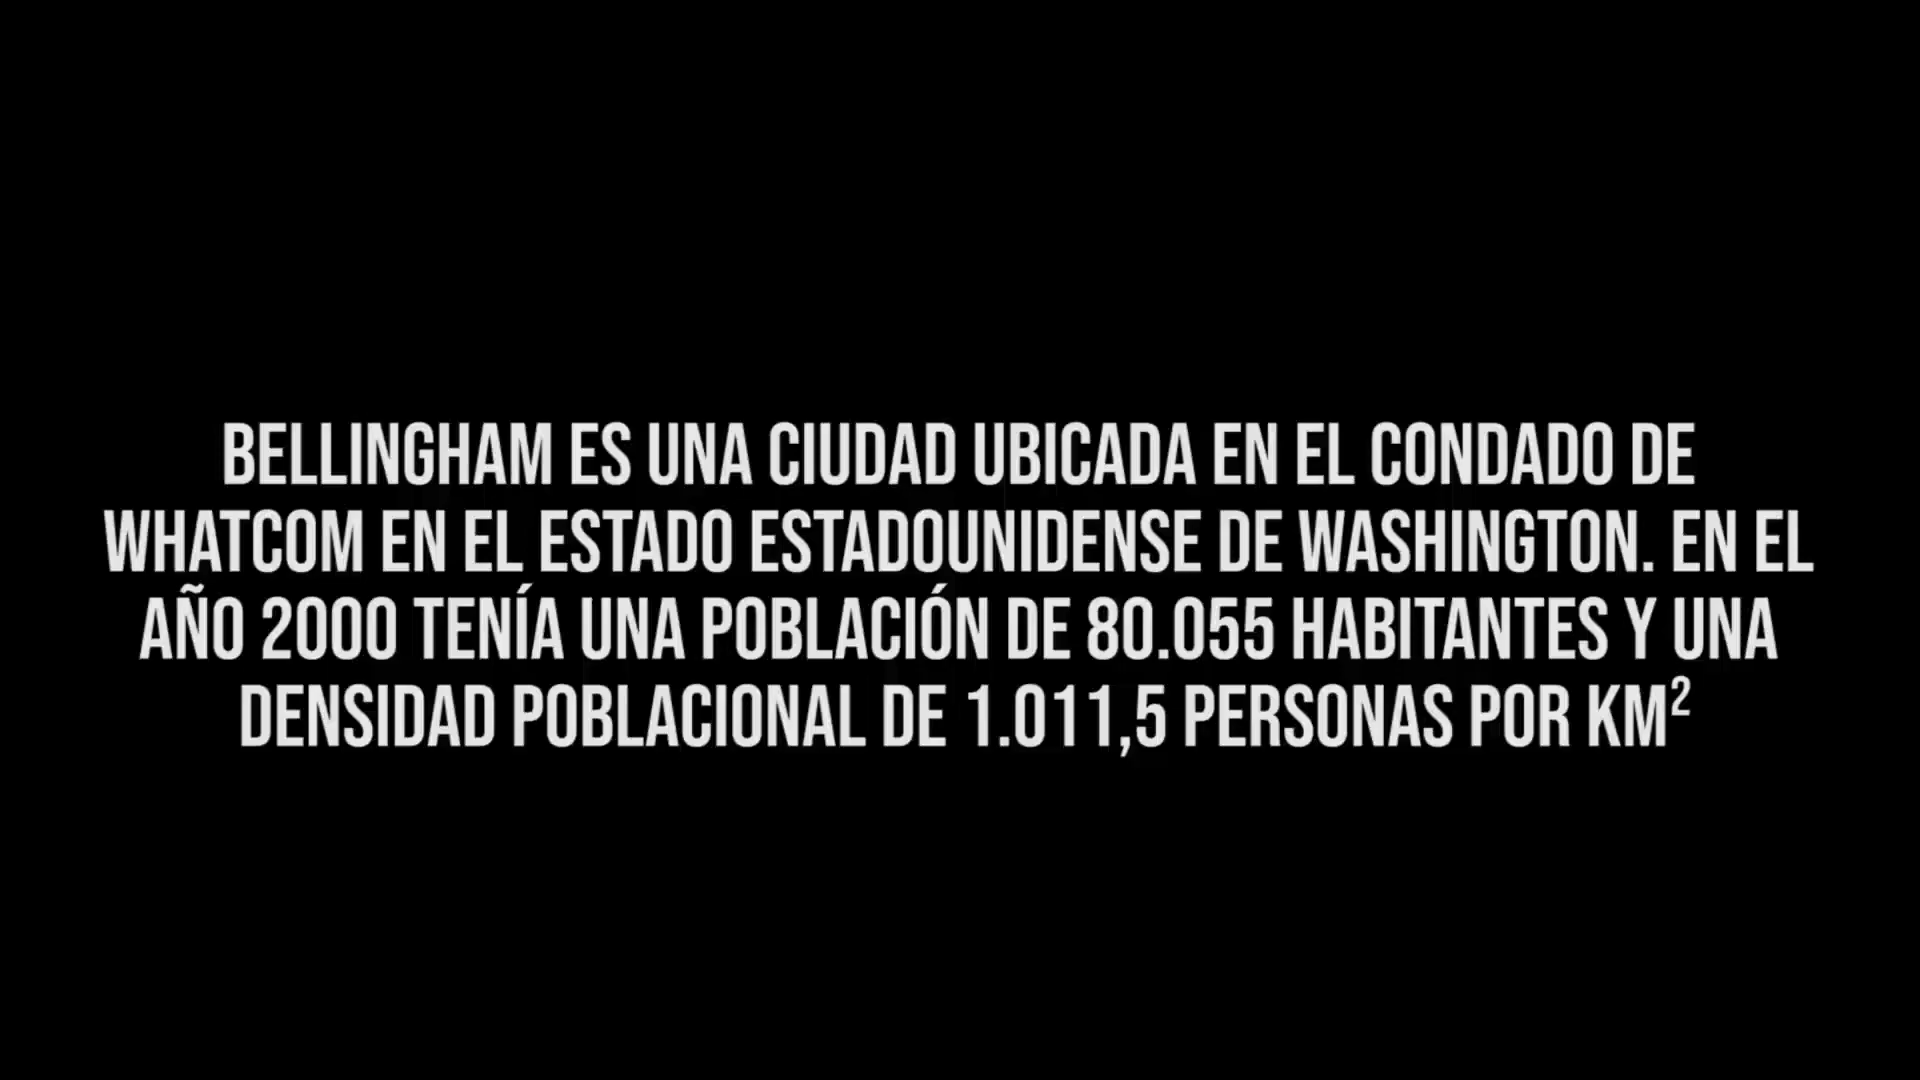 BELLINGHAM ES UNA CIUDAD UBICADA EN EL CONDADO DE
WHATCOM EN EL ESTADO ESTADOUNIDENSE DE WASHINGTON. EN EL
AÑO 2000 TENÍA UNA POBLACIÓN DE 80.055 HABITANTES Y UNA
DENSIDAD POBLACIONAL DE 1.011,5 PERSONAS POR KM²